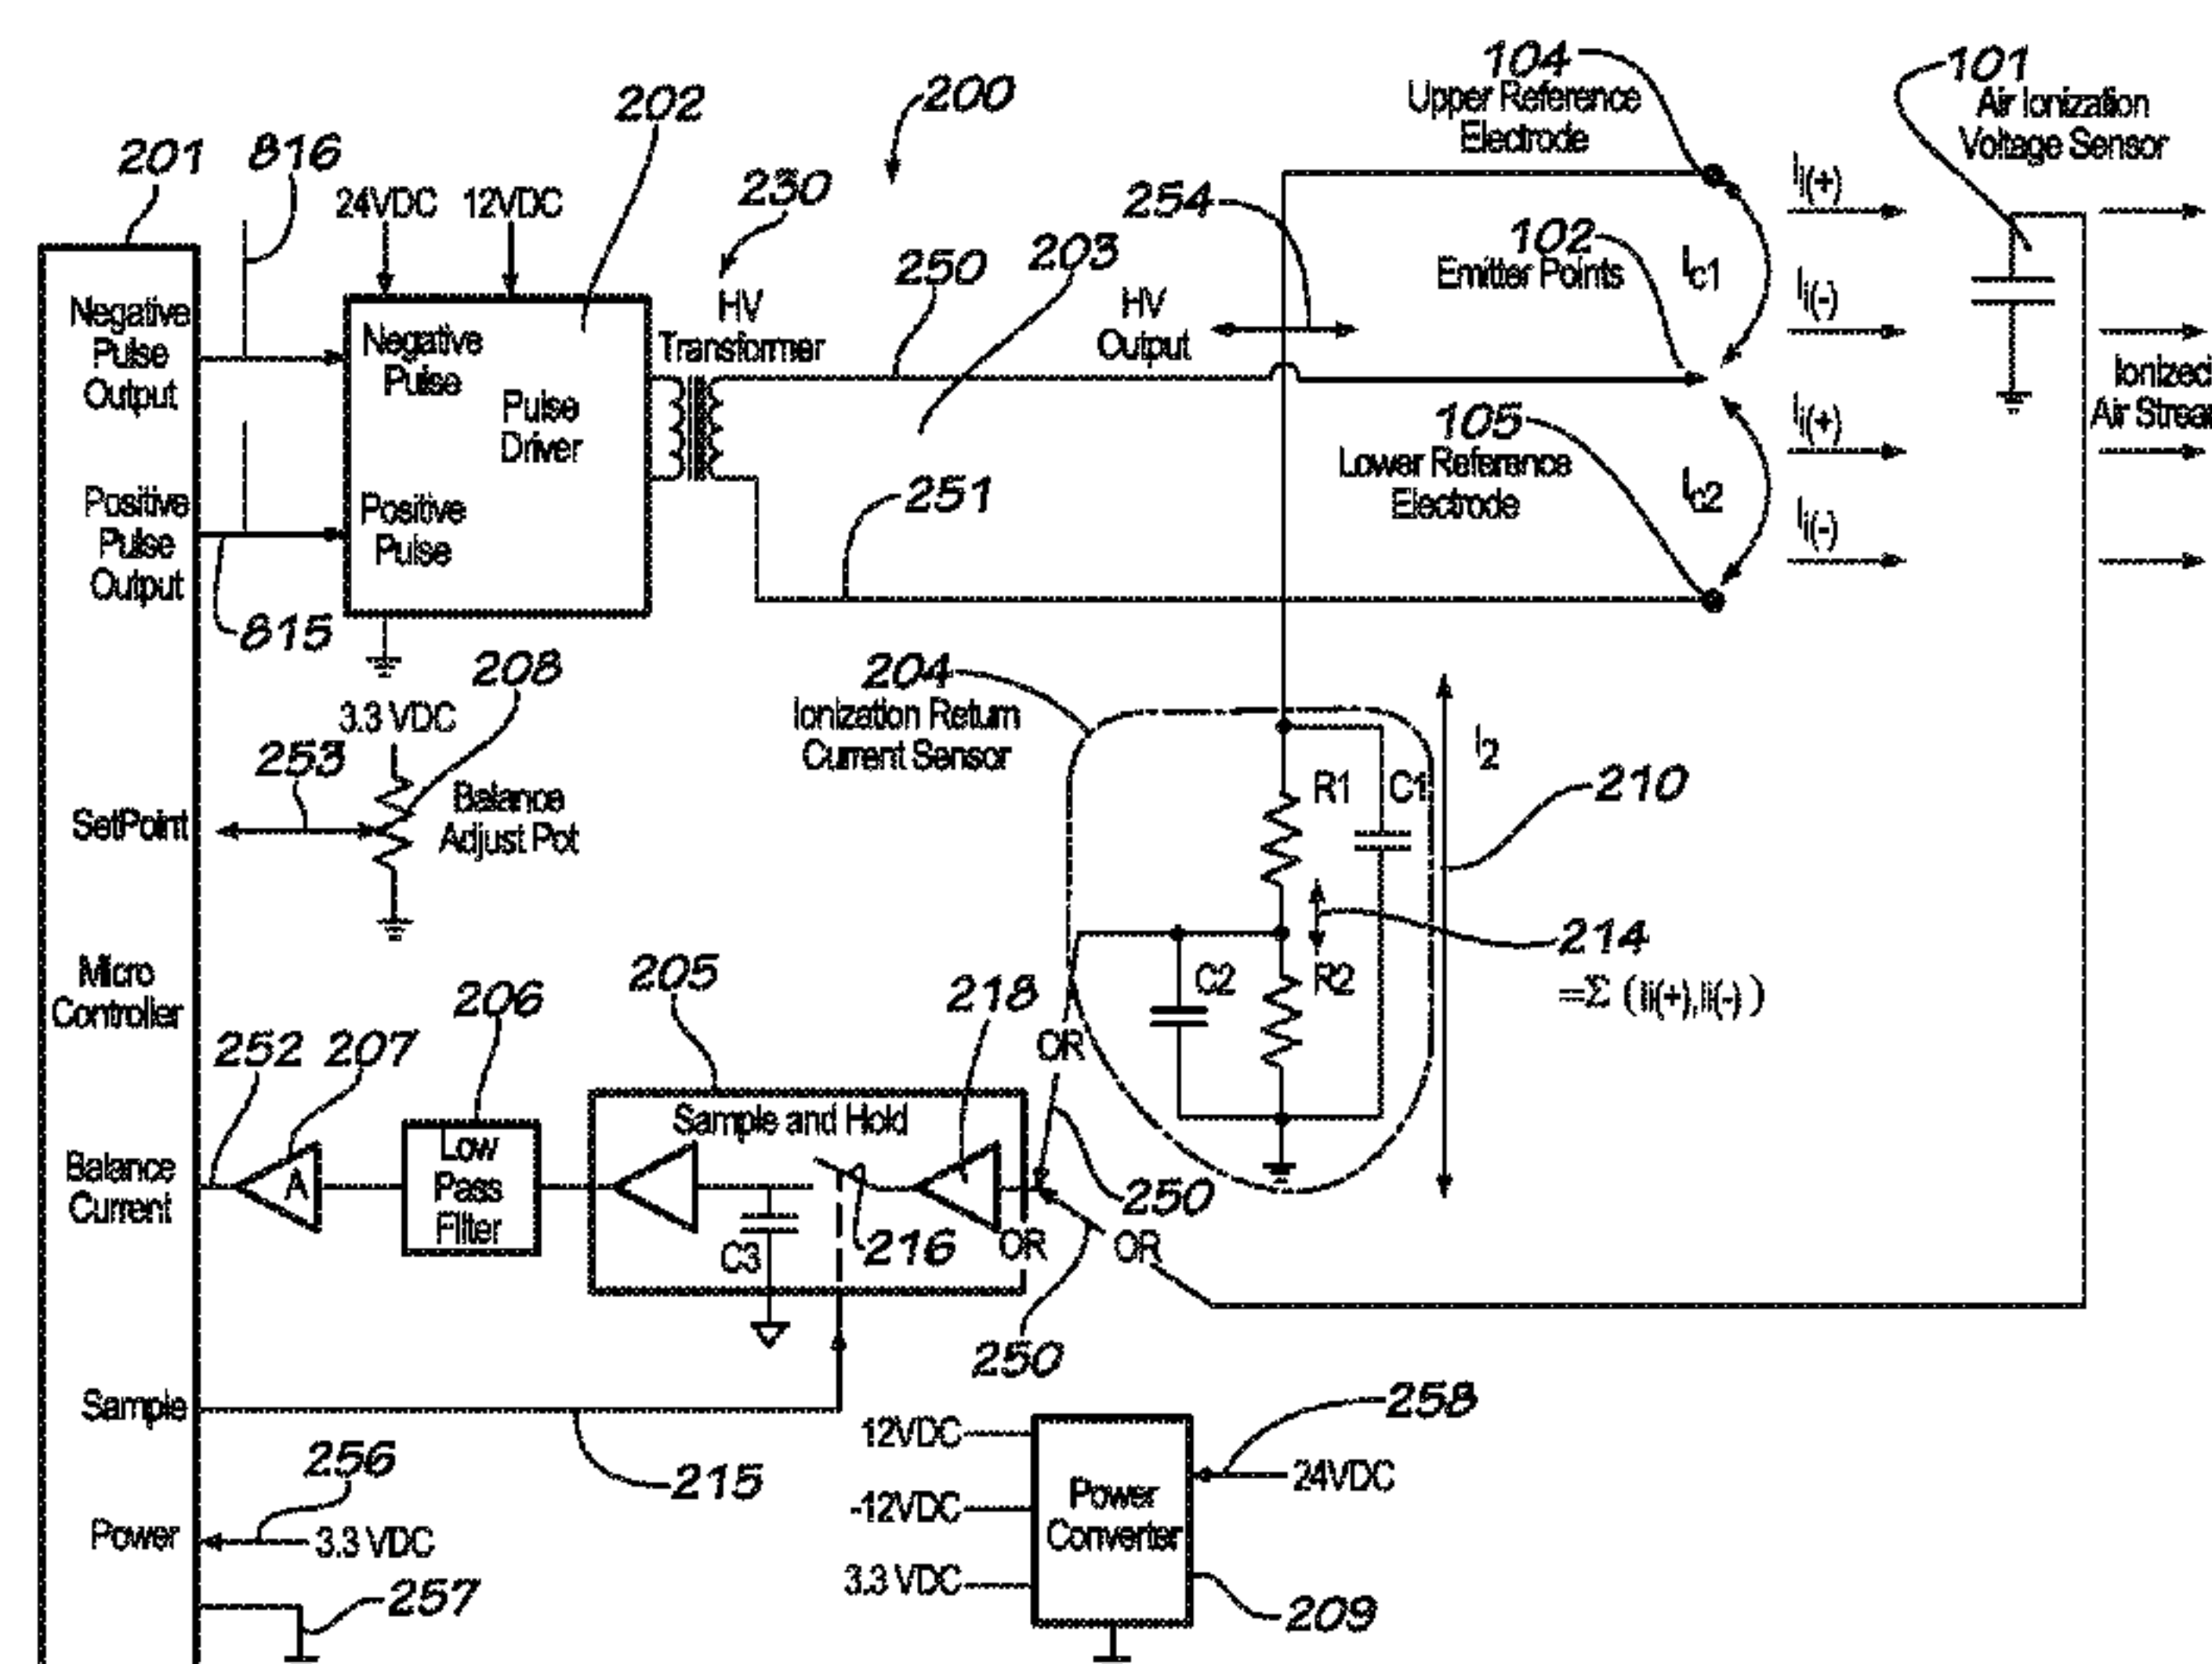 104
Upper Reference
Electrode
101
Air Ionization
Voltage Sensor
200
202
201
816
24VDC
12VDC
230
254
102
Emitter Points
Ic1
Ii(+)
Ii(-)
HV
Transformer
250
203
HV
Output
Negative
Pulse
Output
Negative
Pulse
Pulse
Driver
Positive
Pulse
Positive
Pulse
Output
815
251
105
Lower Reference
Electrode
Ic2
Ii(+)
Ii(-)
208
3.3 VDC
253
SetPoint
Balance
Adjust Pot
204
Ionization Return
Current Sensor
R1
C1
I2
210
214
=Σ (Ii(+),Ii(-))
C2
R2
OR
Micro
Controller
252
207
206
205
218
Sample and Hold
Balance
Current
A
Low
Pass
Filter
C3
216
OR
250
OR
250
Sample
215
256
Power
3.3 VDC
257
12VDC
-12VDC
3.3 VDC
Power
Converter
258
24VDC
209